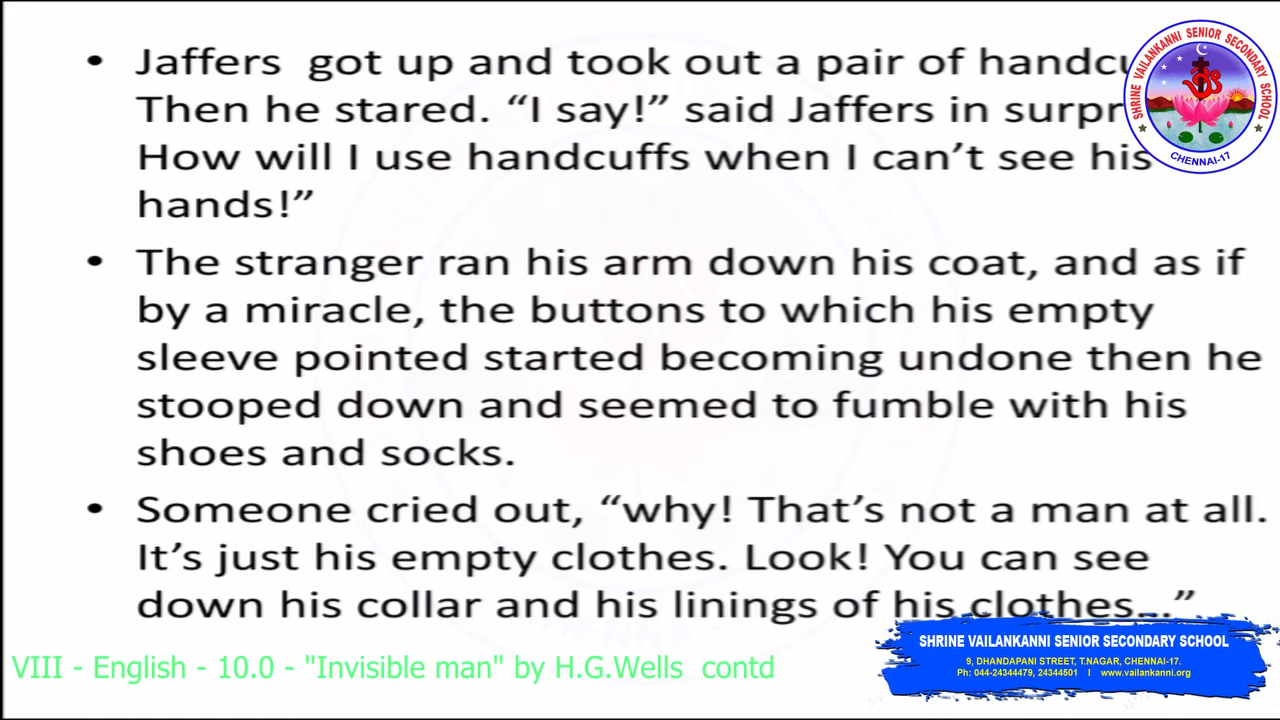 • Jaffers got up and took out a pair of handcu
Then he stared. “I say!” said Jaffers in surpr
How will I use handcuffs when I can’t see his
hands!”
• The stranger ran his arm down his coat, and as if
by a miracle, the buttons to which his empty
sleeve pointed started becoming undone then he
stooped down and seemed to fumble with his
shoes and socks.
• Someone cried out, “why! That’s not a man at all.
It’s just his empty clothes. Look! You can see
down his collar and his linings of his clothes...”
SHRINE VAILANKANNI SENIOR SECONDARY SCHOOL
CHENNAI-17
VIII - English - 10.0 - "Invisible man" by H.G.Wells contd
SHRINE VAILANKANNI SENIOR SECONDARY SCHOOL
9, DHANDAPANI STREET, T.NAGAR, CHENNAI-17.
Ph: 044-24344479, 24344501 I www.vailankanni.org